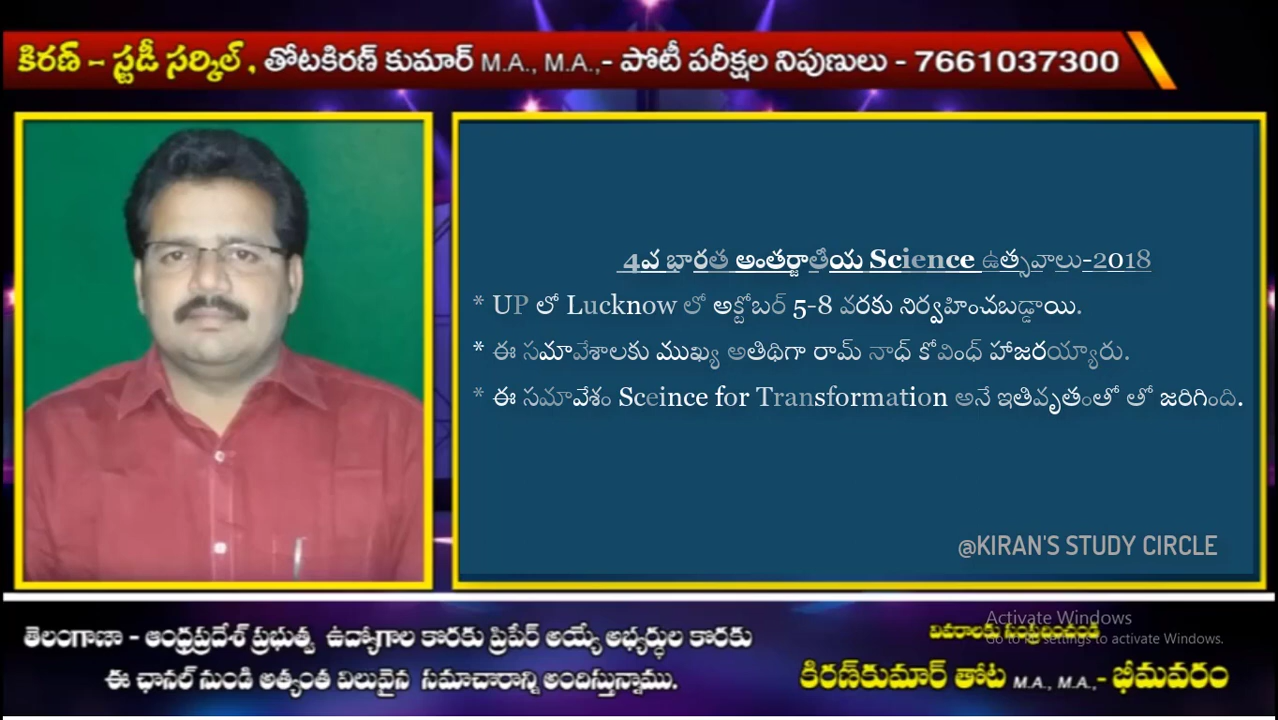 కిరణ్ - స్టడీ సర్కిల్ , తోటకిరణ్ కుమార్ M.A., M.A.,- పోటీ పరీక్షల నిపుణులు - 7661037300
4వ భారత అంతర్జాతీయ Science ఉత్సవాలు-2018
* UP లో Lucknow లో అక్టోబర్ 5-8 వరకు నిర్వహించబడ్డాయి.
* ఈ సమావేశాలకు ముఖ్య అతిథిగా రామ్ నాధ్ కోవింధ్ హాజరయ్యారు.
* ఈ సమావేశం Sceince for Transformation అనే ఇతివృతంతో తో జరిగింది.
@KIRAN'S STUDY CIRCLE
తెలంగాణా - ఆంధ్రప్రదేశ్ ప్రభుత్వ ఉద్యోగాల కొరకు ప్రిపేర్ అయ్యే అభ్యర్ధుల కొరకు
ఈ ఛానల్ నుండి అత్యంత విలువైన సమాచారాన్ని అందిస్తున్నాము.
Activate Windows
Go to settings to activate Windows.
కిరణ్‌కుమార్ తోట M.A., M.A.,- భీమవరం